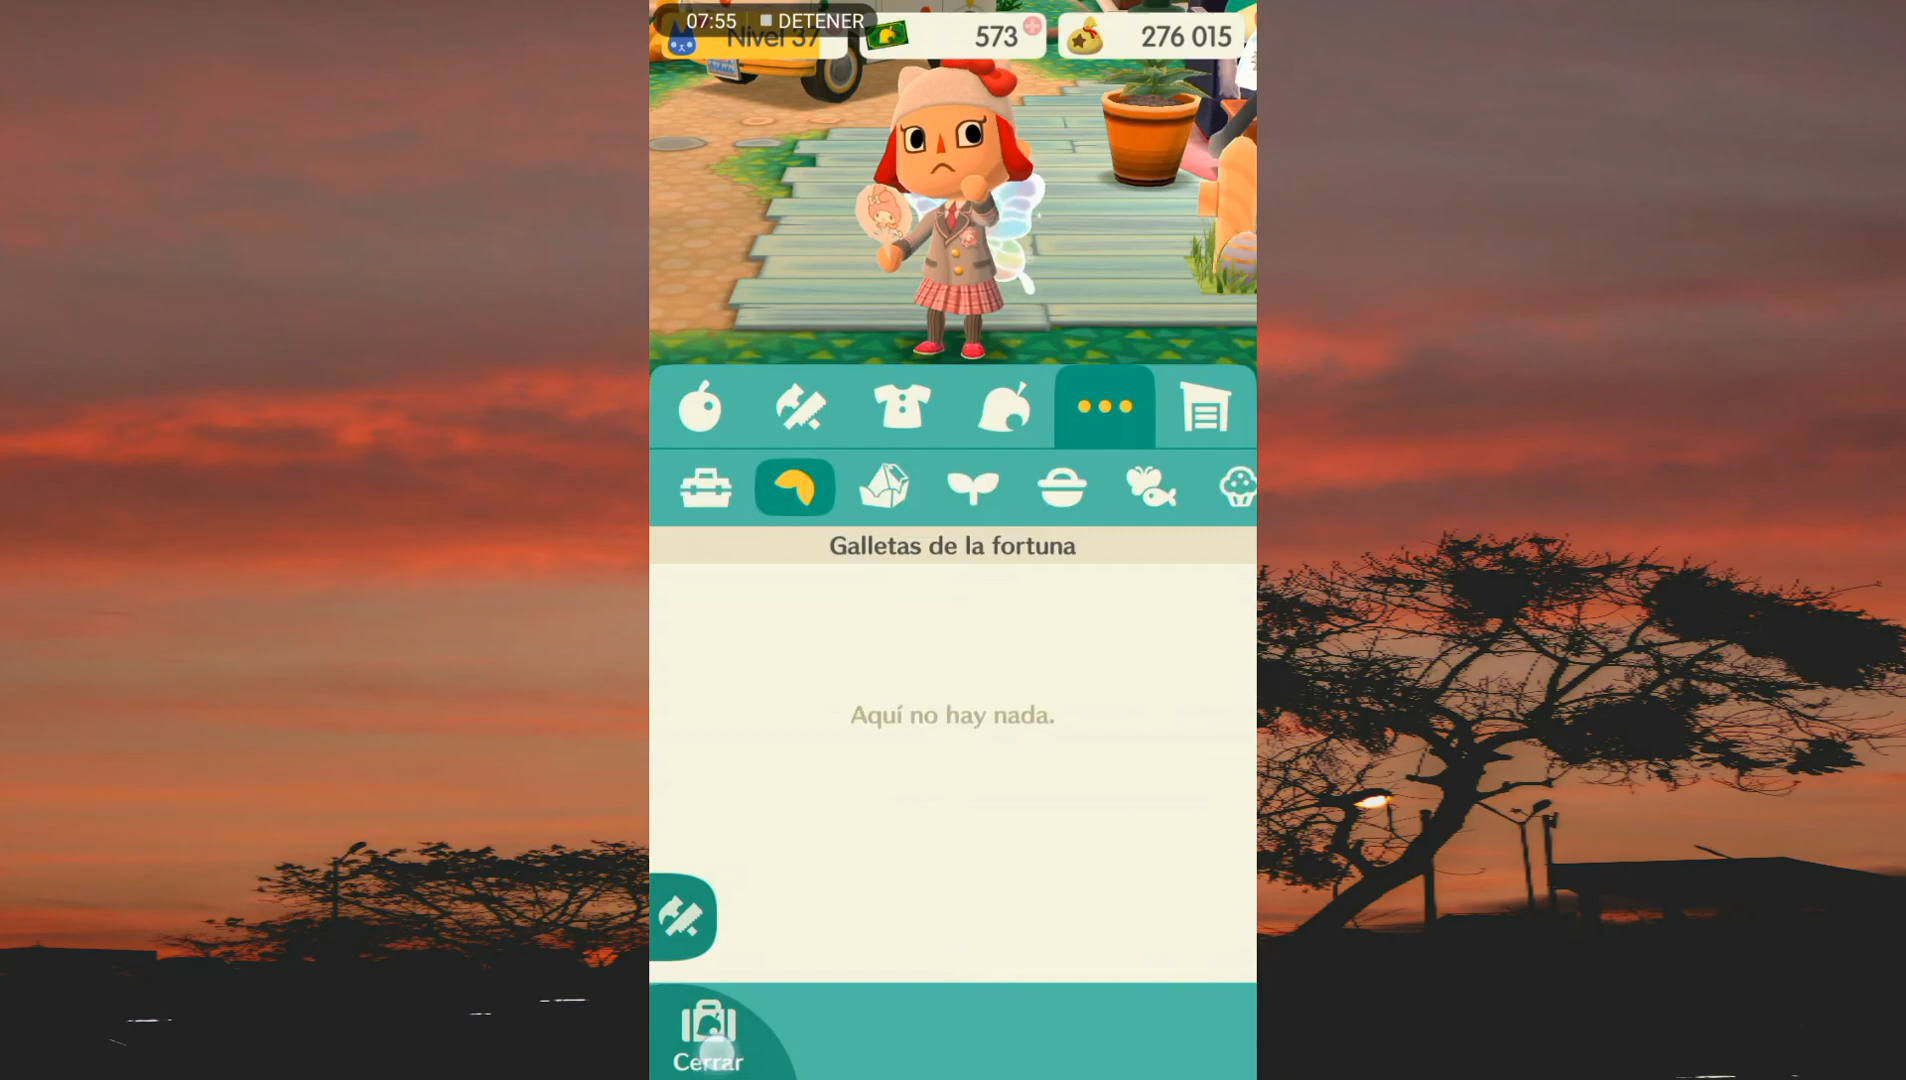 07:55 DETENER
Nivel 37
573
276 015
Galletas de la fortuna
Aquí no hay nada.
Cerrar